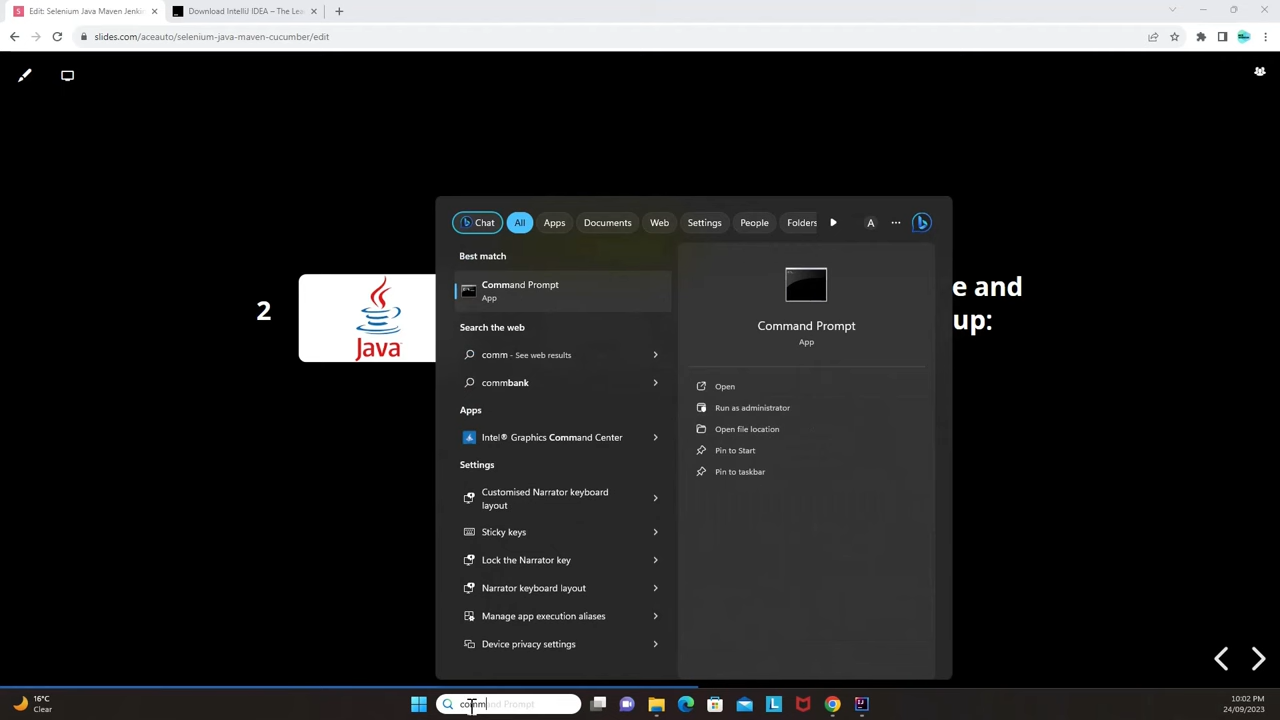 Edit: Selenium Java Maven Jenki
Download IntelliJ IDEA – The Lea
slides.com/aceauto/selenium-java-maven-cucumber/edit
2
Java
e and
up:
Chat
All
Apps
Documents
Web
Settings
People
Folders
A
Best match
Command Prompt
App
Search the web
comm - See web results
commbank
Apps
Intel® Graphics Command Center
Settings
Customised Narrator keyboard
layout
Sticky keys
Lock the Narrator key
Narrator keyboard layout
Manage app execution aliases
Device privacy settings
Command Prompt
App
Open
Run as administrator
Open file location
Pin to Start
Pin to taskbar
16°C
Clear
command Prompt
10:02 PM
24/09/2023